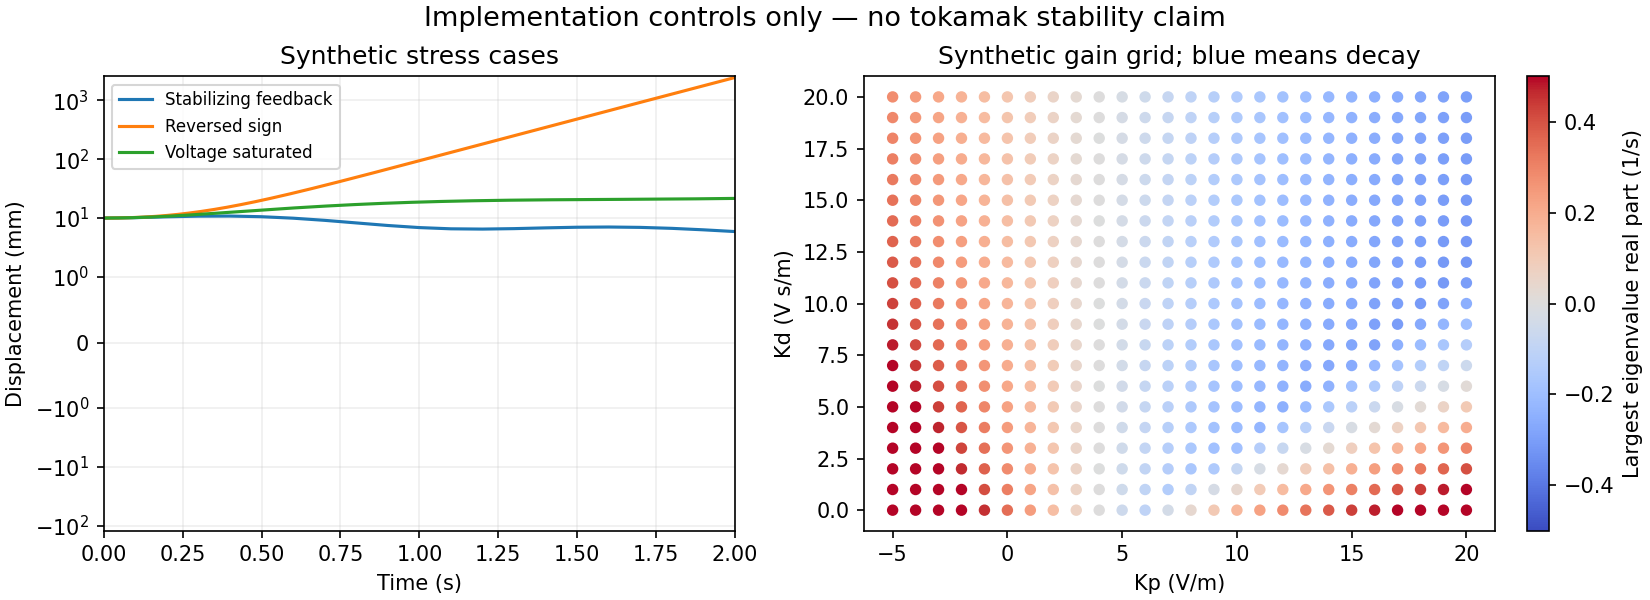 Implementation controls only — no tokamak stability claim
Synthetic stress cases
Stabilizing feedback
Reversed sign
Voltage saturated
10³
10²
10¹
10⁰
0
−10⁰
−10¹
−10²
Displacement (mm)
0.00 0.25 0.50 0.75 1.00 1.25 1.50 1.75 2.00
Time (s)
Synthetic gain grid; blue means decay
20.0
17.5
15.0
12.5
10.0
7.5
5.0
2.5
0.0
Kd (V s/m)
−5 0 5 10 15 20
Kp (V/m)
0.4
0.2
0.0
−0.2
−0.4
Largest eigenvalue real part (1/s)